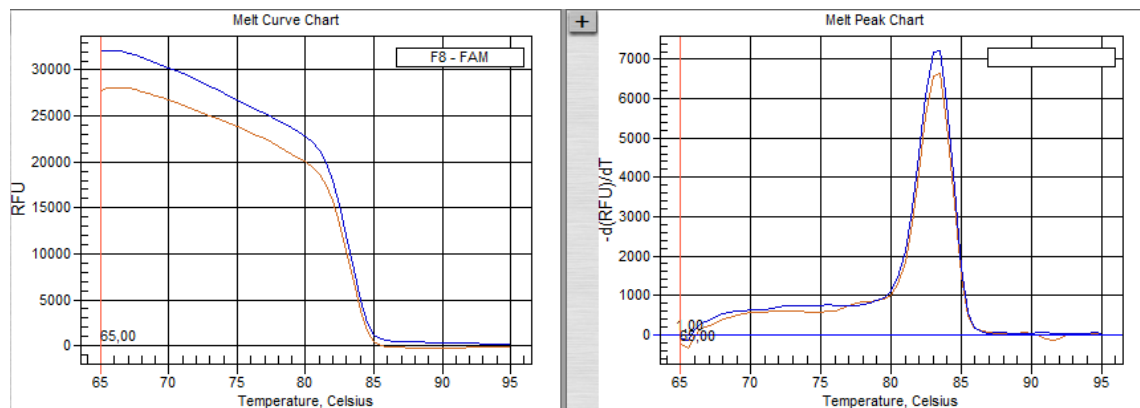 Melt Curve Chart
F8 - FAM
RFU
30000
25000
20000
15000
10000
5000
0
65,00
65 70 75 80 85 90 95
Temperature, Celsius
+
Melt Peak Chart
-d(RFU)/dT
7000
6000
5000
4000
3000
2000
1000
0
1,00
65 70 75 80 85 90 95
Temperature, Celsius